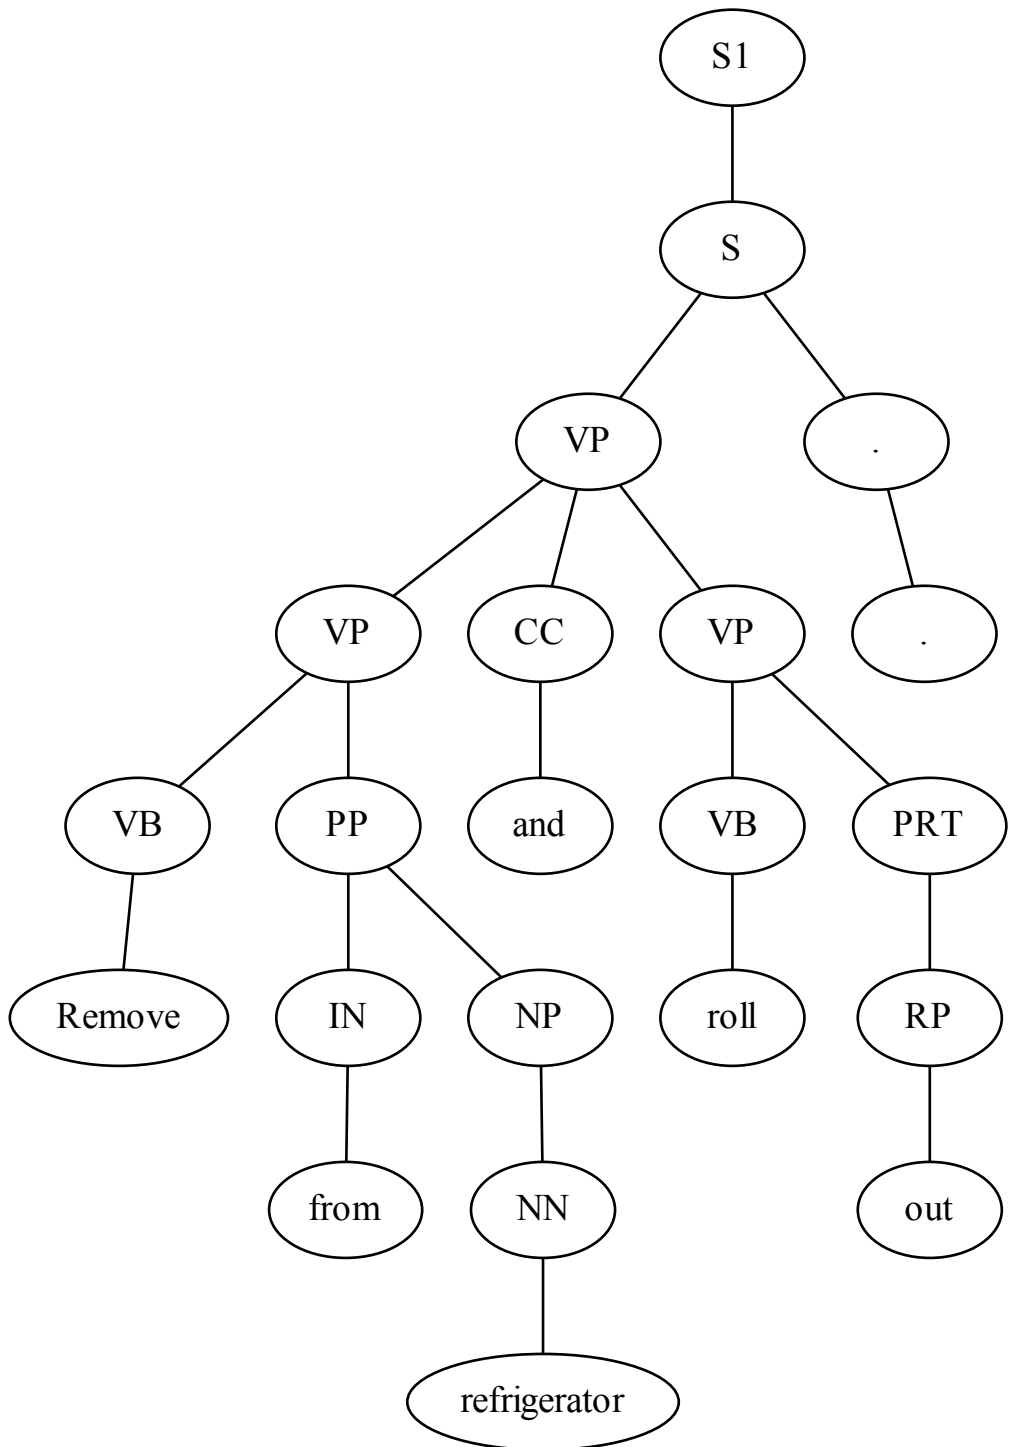 S1
S
VP .
VP CC VP .
VB PP and VB PRT
Remove IN NP roll RP
from NN out
refrigerator